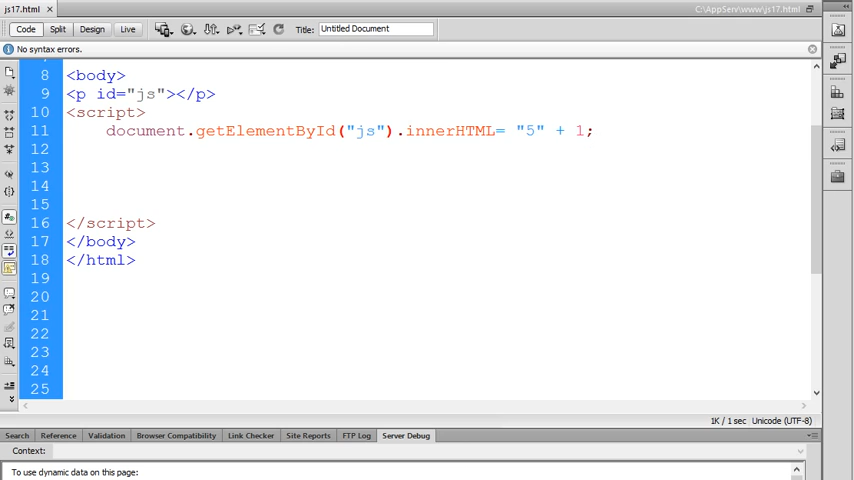 js17.html
C:\AppServ\www\js17.html
Code Split Design Live Title: Untitled Document
No syntax errors.
8 <body>
9 <p id="js"></p>
10 <script>
11 document.getElementById("js").innerHTML= "5" + 1;
12
13
14
15
16 </script>
17 </body>
18 </html>
19
20
21
22
23
24
25
1K / 1 sec Unicode (UTF-8)
Search Reference Validation Browser Compatibility Link Checker Site Reports FTP Log Server Debug
Context:
To use dynamic data on this page: